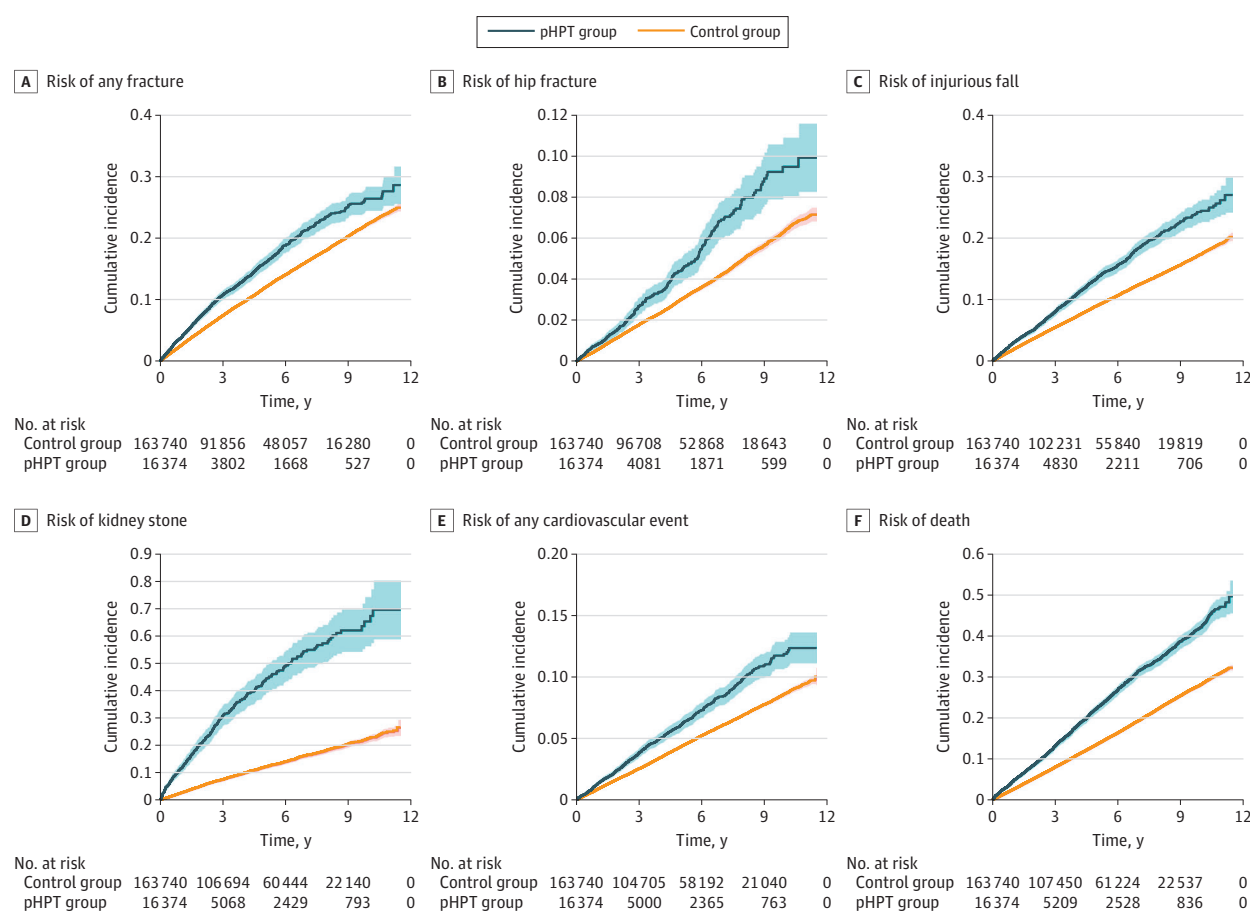 pHPT group Control group
A Risk of any fracture
Cumulative incidence
0.4
0.3
0.2
0.1
0
0 3 6 9 12
Time, y
No. at risk
Control group 163 740 91 856 48 057 16 280 0
pHPT group 16 374 3802 1668 527 0
B Risk of hip fracture
Cumulative incidence
0.12
0.10
0.08
0.06
0.04
0.02
0
0 3 6 9 12
Time, y
No. at risk
Control group 163 740 96 708 52 868 18 643 0
pHPT group 16 374 4081 1871 599 0
C Risk of injurious fall
Cumulative incidence
0.4
0.3
0.2
0.1
0
0 3 6 9 12
Time, y
No. at risk
Control group 163 740 102 231 55 840 19 819 0
pHPT group 16 374 4830 2211 706 0
D Risk of kidney stone
Cumulative incidence
0.9
0.8
0.7
0.6
0.5
0.4
0.3
0.2
0.1
0
0 3 6 9 12
Time, y
No. at risk
Control group 163 740 106 694 60 444 22 140 0
pHPT group 16 374 5068 2429 793 0
E Risk of any cardiovascular event
Cumulative incidence
0.20
0.15
0.10
0.05
0
0 3 6 9 12
Time, y
No. at risk
Control group 163 740 104 705 58 192 21 040 0
pHPT group 16 374 5000 2365 763 0
F Risk of death
Cumulative incidence
0.6
0.5
0.4
0.3
0.2
0.1
0
0 3 6 9 12
Time, y
No. at risk
Control group 163 740 107 450 61 224 22 537 0
pHPT group 16 374 5209 2528 836 0